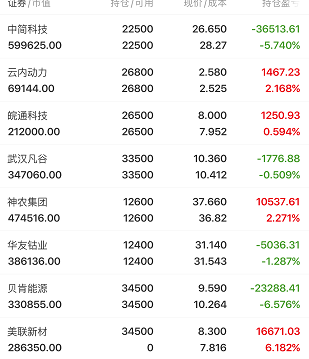 证券/市值 持仓/可用 现价/成本 持仓盈亏
中简科技 22500 26.650 -36513.61
599625.00 22500 28.27 -5.740%
云内动力 26800 2.580 1467.23
69144.00 26800 2.525 2.168%
皖通科技 26500 8.000 1250.93
212000.00 26500 7.952 0.594%
武汉凡谷 33500 10.360 -1776.88
347060.00 33500 10.412 -0.509%
神农集团 12600 37.660 10537.61
474516.00 12600 36.82 2.271%
华友钴业 12400 31.140 -5036.31
386136.00 12400 31.543 -1.287%
贝肯能源 34500 9.590 -23288.41
330855.00 34500 10.264 -6.576%
美联新材 34500 8.300 16671.03
286350.00 0 7.816 6.182%